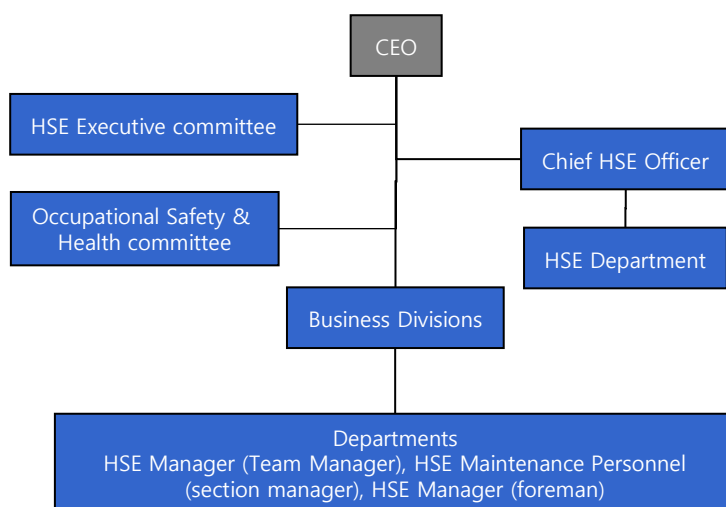 CEO
HSE Executive committee
Chief HSE Officer
Occupational Safety &
Health committee
HSE Department
Business Divisions
Departments
HSE Manager (Team Manager), HSE Maintenance Personnel
(section manager), HSE Manager (foreman)